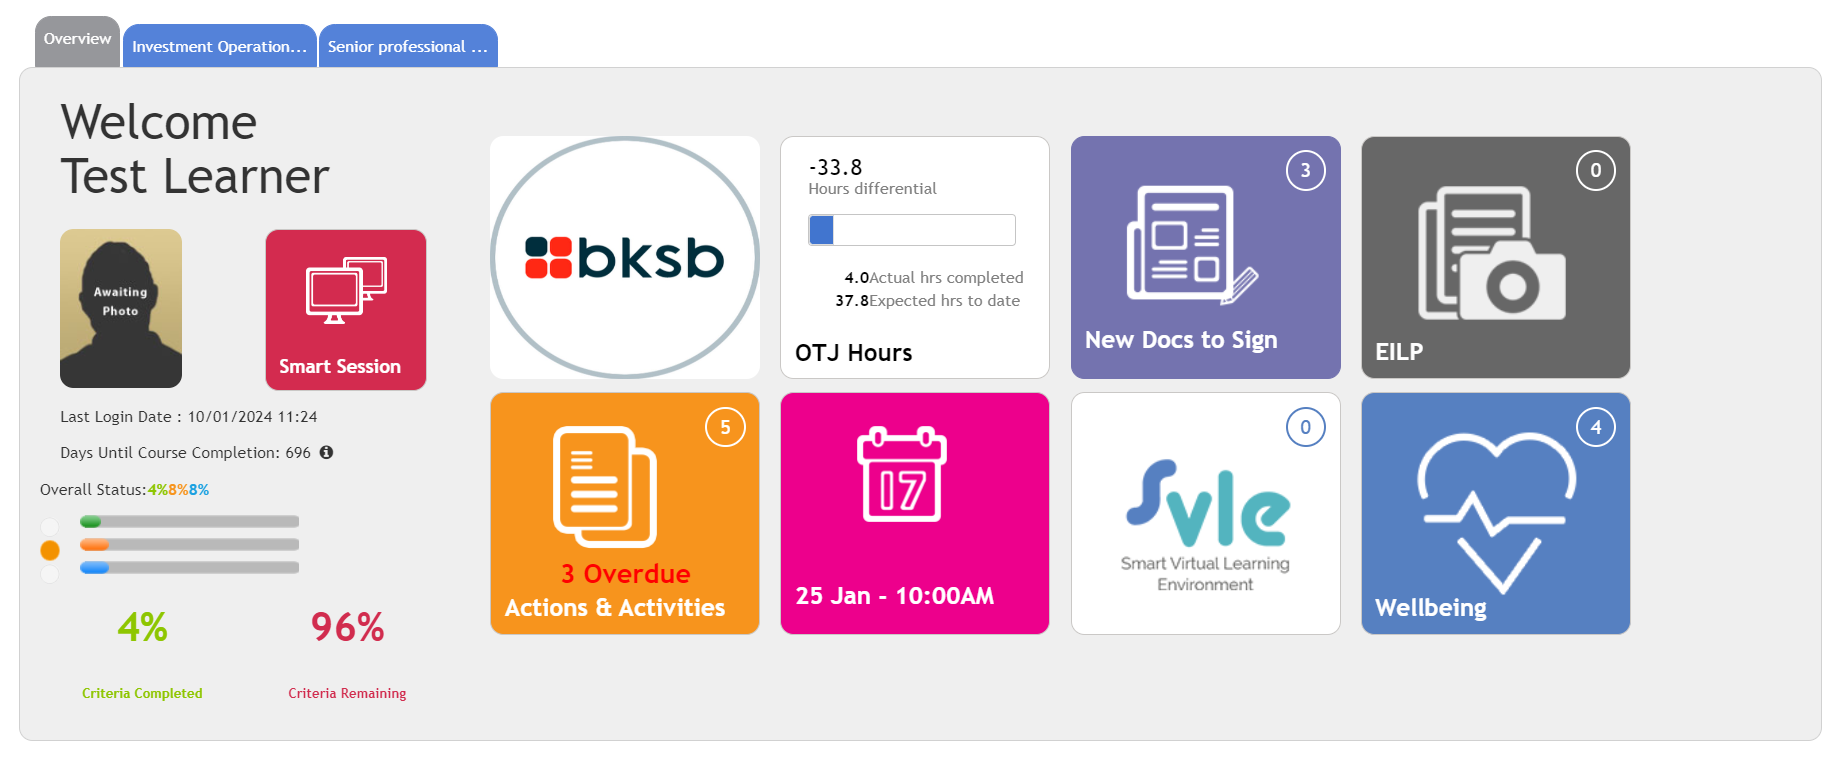 Overview
Investment Operation...
Senior professional ...
Welcome
Test Learner
Awaiting
Photo
Smart Session
Last Login Date : 10/01/2024 11:24
Days Until Course Completion: 696
Overall Status:4%8%8%
4%
96%
Criteria Completed
Criteria Remaining
bksb
-33.8
Hours differential
4.0Actual hrs completed
37.8Expected hrs to date
OTJ Hours
3
New Docs to Sign
0
EILP
5
3 Overdue
Actions & Activities
17
25 Jan - 10:00AM
0
Svle
Smart Virtual Learning
Environment
4
Wellbeing